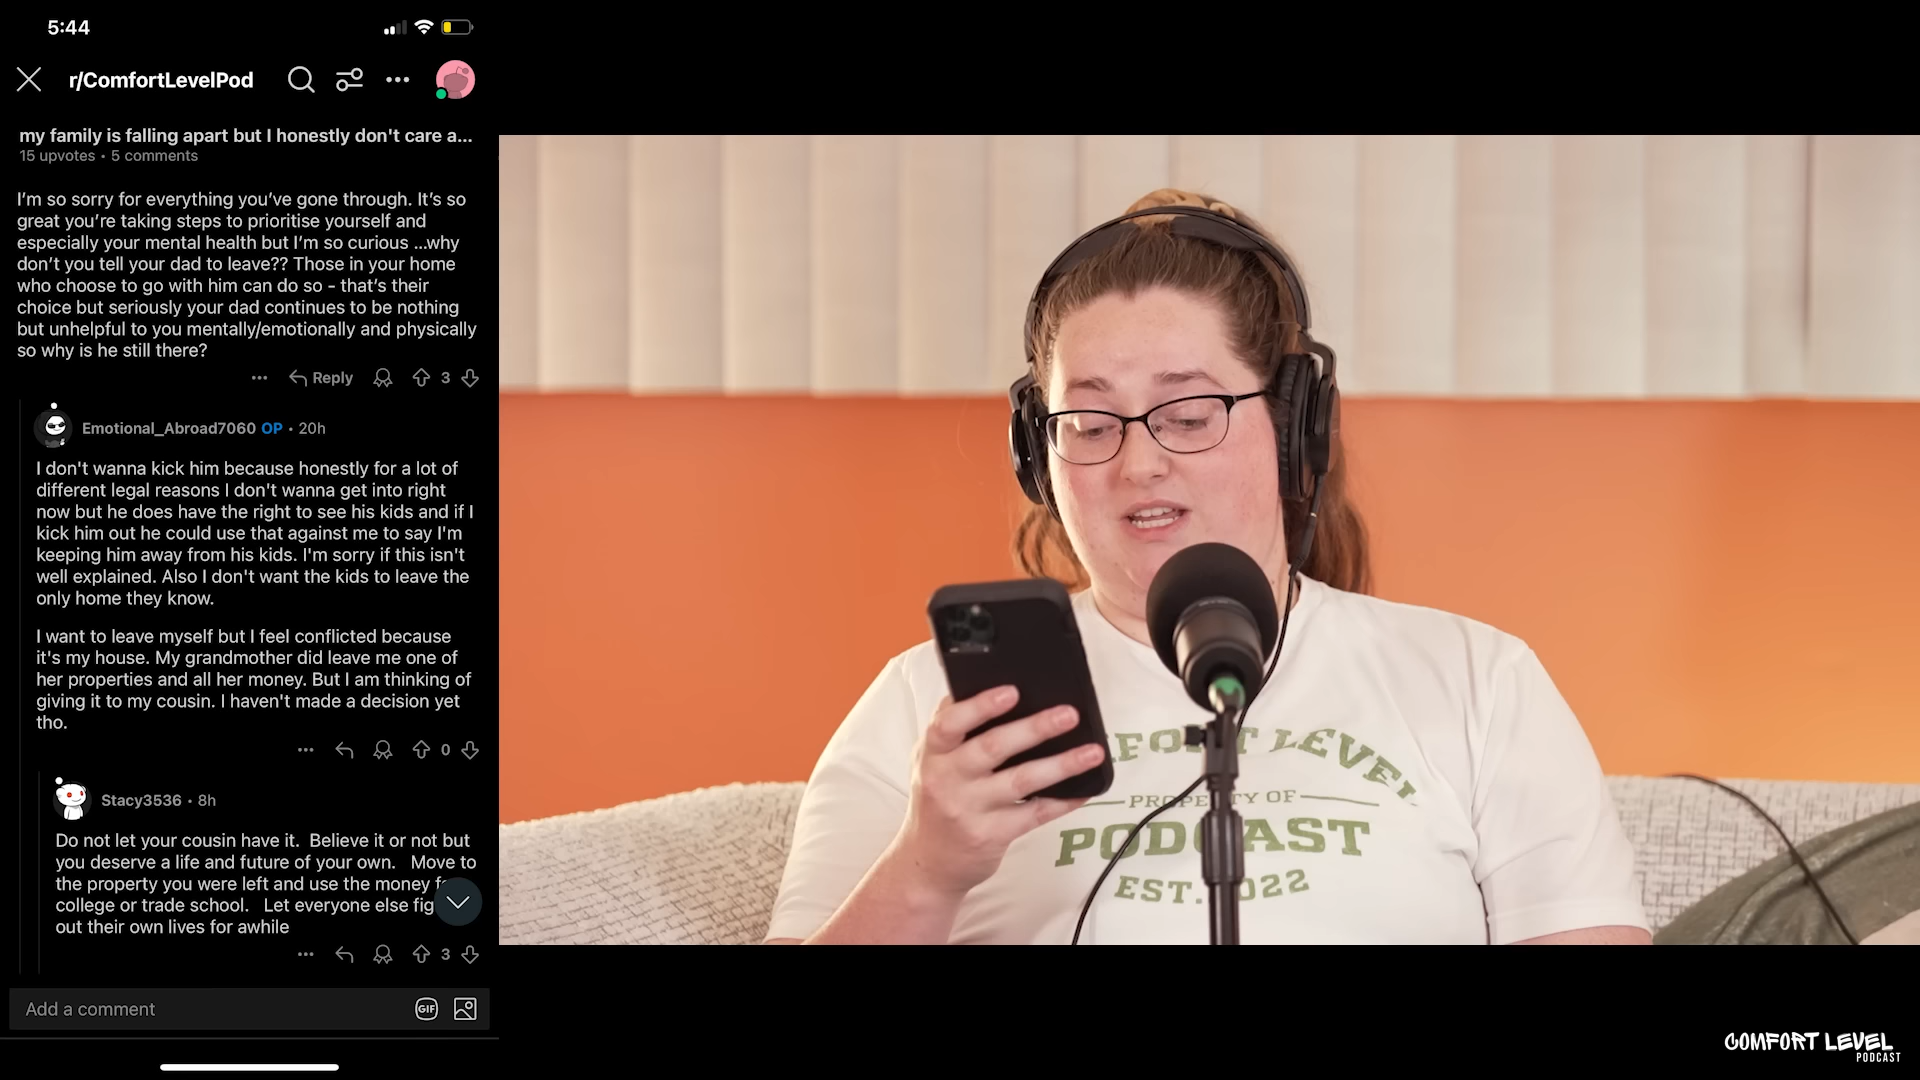 5:44
r/ComfortLevelPod
my family is falling apart but I honestly don't care a...
15 upvotes • 5 comments
I'm so sorry for everything you've gone through. It's so
great you're taking steps to prioritise yourself and
especially your mental health but I'm so curious ...why
don't you tell your dad to leave?? Those in your home
who choose to go with him can do so - that's their
choice but seriously your dad continues to be nothing
but unhelpful to you mentally/emotionally and physically
so why is he still there?
Reply 3
Emotional_Abroad7060 OP • 20h
I don't wanna kick him because honestly for a lot of
different legal reasons I don't wanna get into right
now but he does have the right to see his kids and if I
kick him out he could use that against me to say I'm
keeping him away from his kids. I'm sorry if this isn't
well explained. Also I don't want the kids to leave the
only home they know.
I want to leave myself but I feel conflicted because
it's my house. My grandmother did leave me one of
her properties and all her money. But I am thinking of
giving it to my cousin. I haven't made a decision yet
tho.
0
Stacy3536 • 8h
Do not let your cousin have it. Believe it or not but
you deserve a life and future of your own. Move to
the property you were left and use the money
college or trade school. Let everyone else fig
out their own lives for awhile
3
Add a comment
GIF
LEVEL
PROPERTY OF
PODCAST
EST. 2022
COMFORT LEVEL
PODCAST